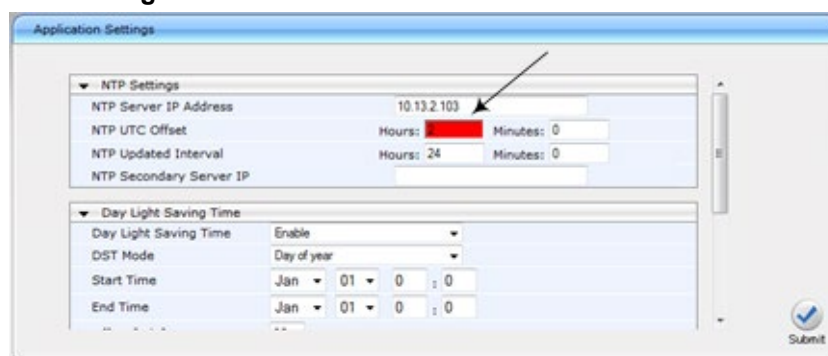 Application Settings
NTP Settings
NTP Server IP Address 10.13.2.103
NTP UTC Offset Hours: 2 Minutes: 0
NTP Updated Interval Hours: 24 Minutes: 0
NTP Secondary Server IP
Day Light Saving Time
Day Light Saving Time Enable
DST Mode Day of year
Start Time Jan 01 0 : 0
End Time Jan 01 0 : 0
Submit